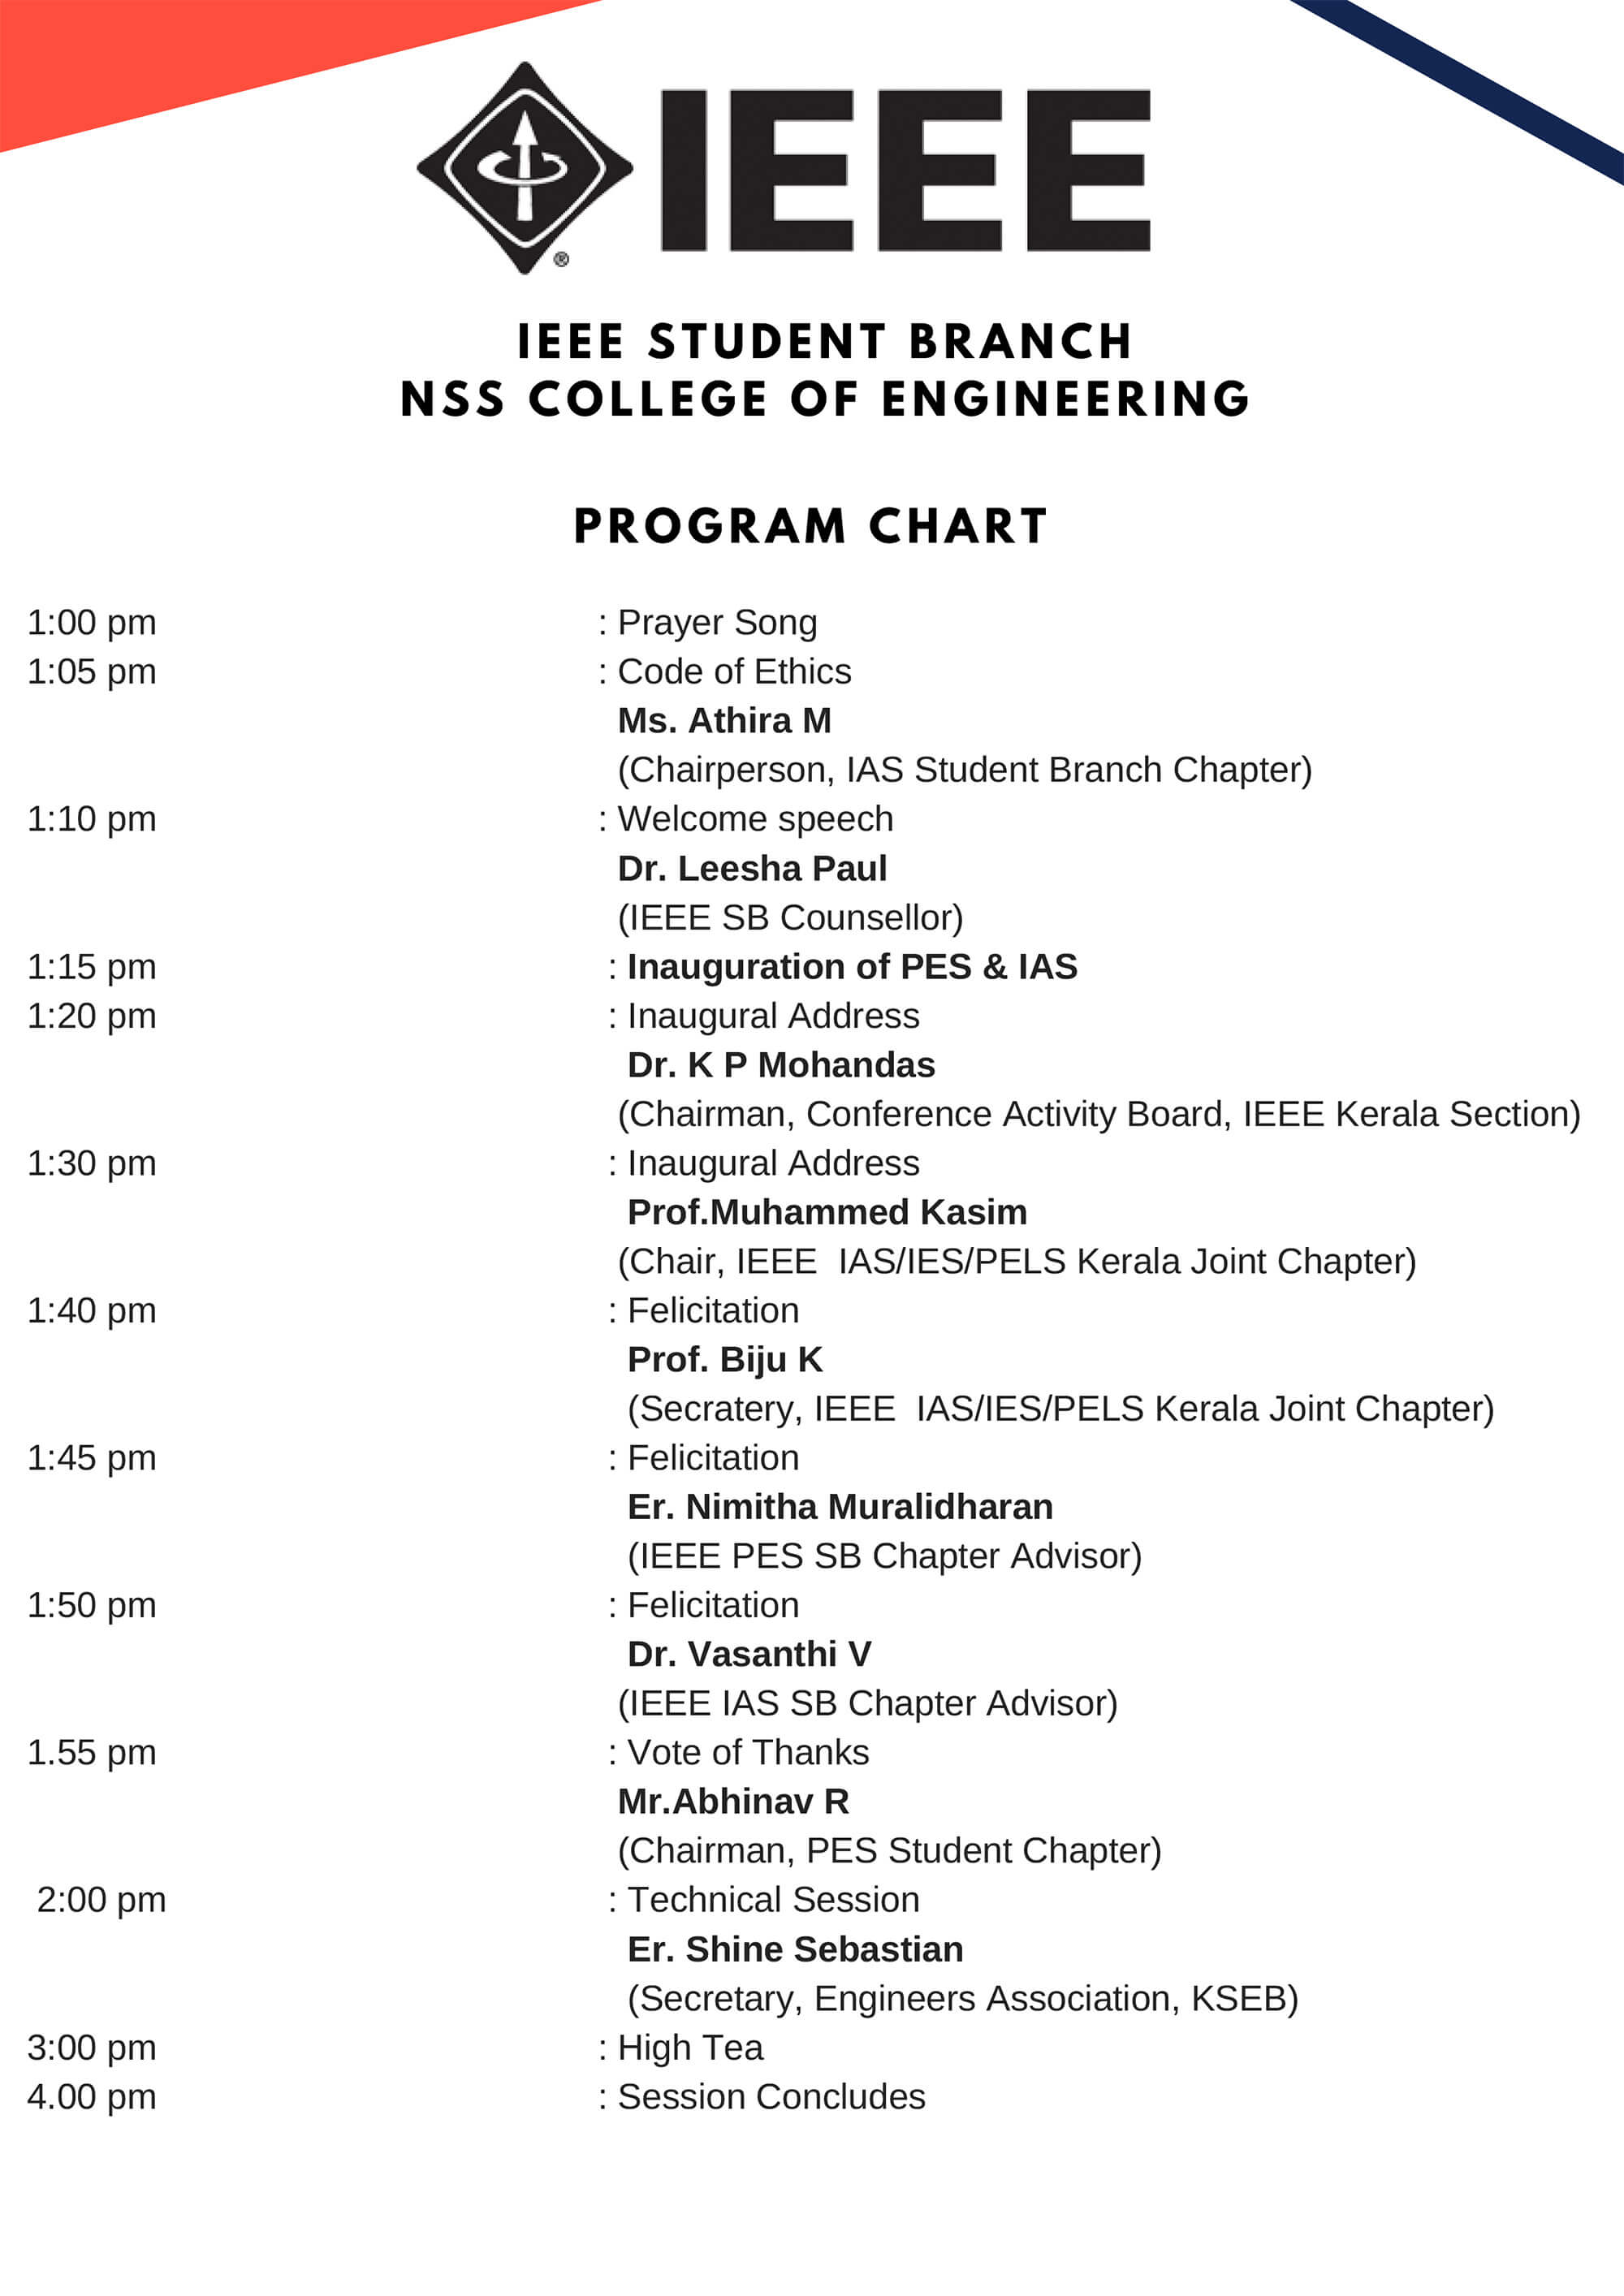 IEEE
®
IEEE STUDENT BRANCH
NSS COLLEGE OF ENGINEERING
PROGRAM CHART
1:00 pm : Prayer Song
1:05 pm : Code of Ethics
Ms. Athira M
(Chairperson, IAS Student Branch Chapter)
1:10 pm : Welcome speech
Dr. Leesha Paul
(IEEE SB Counsellor)
1:15 pm : Inauguration of PES & IAS
1:20 pm : Inaugural Address
Dr. K P Mohandas
(Chairman, Conference Activity Board, IEEE Kerala Section)
1:30 pm : Inaugural Address
Prof.Muhammed Kasim
(Chair, IEEE  IAS/IES/PELS Kerala Joint Chapter)
1:40 pm : Felicitation
Prof. Biju K
(Secratery, IEEE  IAS/IES/PELS Kerala Joint Chapter)
1:45 pm : Felicitation
Er. Nimitha Muralidharan
(IEEE PES SB Chapter Advisor)
1:50 pm : Felicitation
Dr. Vasanthi V
(IEEE IAS SB Chapter Advisor)
1.55 pm : Vote of Thanks
Mr.Abhinav R
(Chairman, PES Student Chapter)
2:00 pm : Technical Session
Er. Shine Sebastian
(Secretary, Engineers Association, KSEB)
3:00 pm : High Tea
4.00 pm : Session Concludes